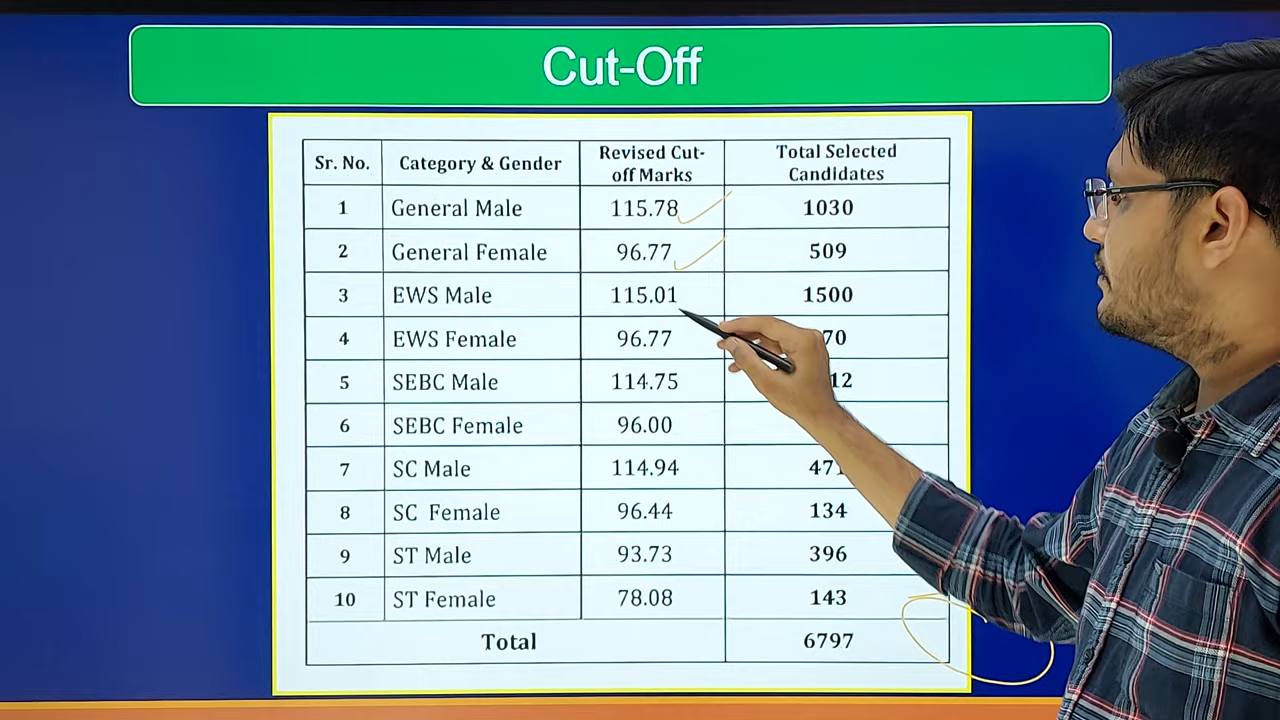 Cut-Off
Sr. No. Category & Gender Revised Cut-off Marks Total Selected Candidates
1 General Male 115.78 1030
2 General Female 96.77 509
3 EWS Male 115.01 1500
4 EWS Female 96.77
5 SEBC Male 114.75
6 SEBC Female 96.00
7 SC Male 114.94
8 SC Female 96.44 134
9 ST Male 93.73 396
10 ST Female 78.08 143
Total 6797